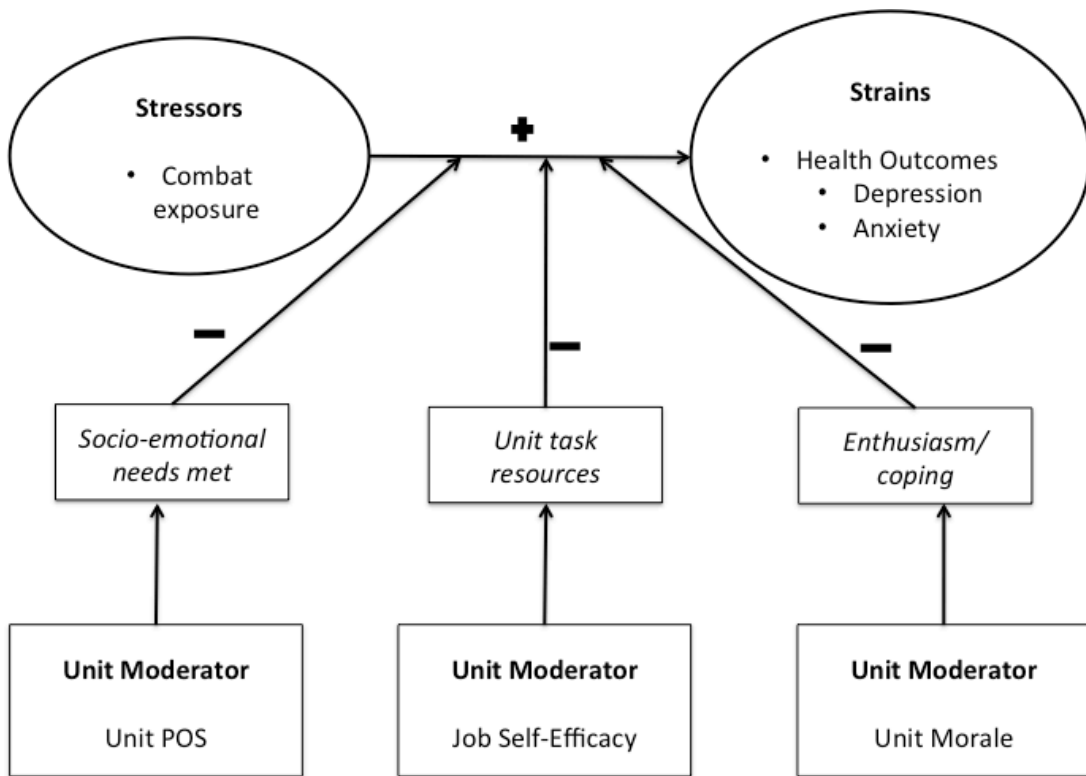 Stressors
• Combat
exposure
+
Strains
• Health Outcomes
• Depression
• Anxiety
-
-
-
Socio-emotional
needs met
Unit task
resources
Enthusiasm/
coping
Unit Moderator
Unit POS
Unit Moderator
Job Self-Efficacy
Unit Moderator
Unit Morale